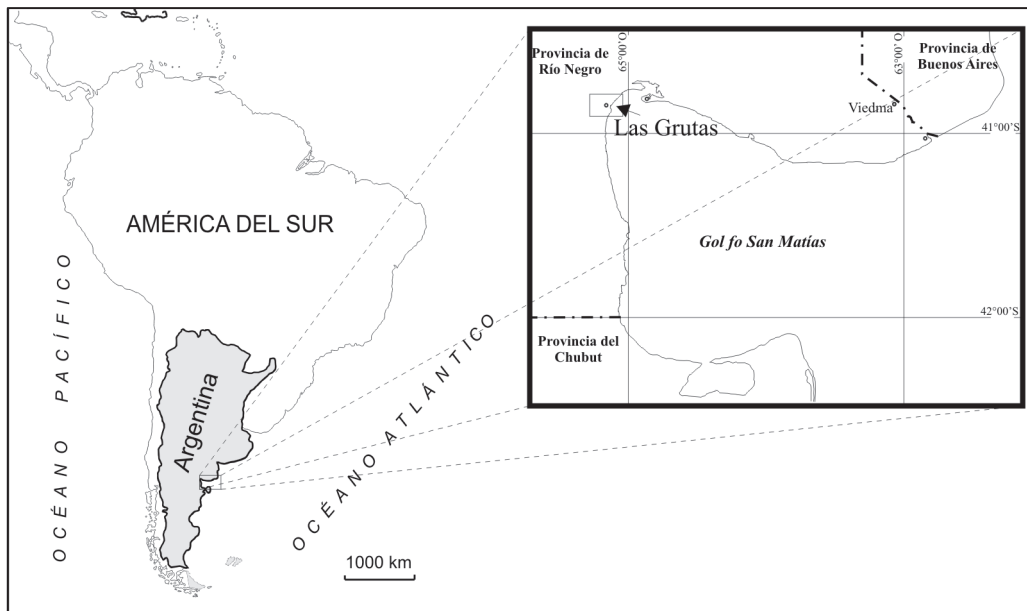 AMÉRICA DEL SUR
OCÉANO PACÍFICO
OCÉANO ATLÁNTICO
Argentina
1000 km
Provincia de
Río Negro
65°00'O
63°00'O
Provincia de
Buenos Áires
Viedma
Las Grutas
41°00'S
Gol fo San Matías
42°00'S
Provincia del
Chubut